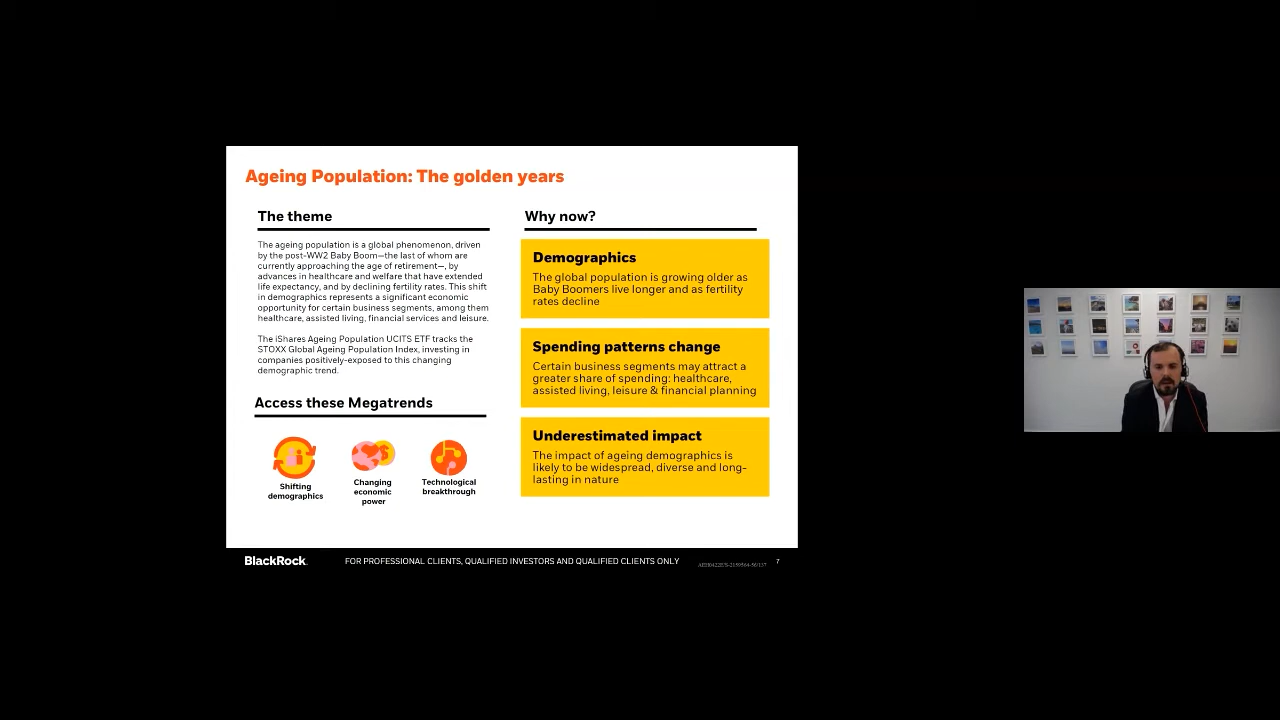 Ageing Population: The golden years
The theme
The ageing population is a global phenomenon, driven
by the post-WW2 Baby Boom—the last of whom are
currently approaching the age of retirement—, by
advances in healthcare and welfare that have extended
life expectancy, and by declining fertility rates. This shift
in demographics represents a significant economic
opportunity for certain business segments, among them
healthcare, assisted living, financial services and leisure.
The iShares Ageing Population UCITS ETF tracks the
STOXX Global Ageing Population Index, investing in
companies positively-exposed to this changing
demographic trend.
Access these Megatrends
Shifting
demographics
Changing
economic
power
Technological
breakthrough
Why now?
Demographics
The global population is growing older as
Baby Boomers live longer and as fertility
rates decline
Spending patterns change
Certain business segments may attract a
greater share of spending: healthcare,
assisted living, leisure & financial planning
Underestimated impact
The impact of ageing demographics is
likely to be widespread, diverse and long-
lasting in nature
BlackRock
FOR PROFESSIONAL CLIENTS, QUALIFIED INVESTORS AND QUALIFIED CLIENTS ONLY
7